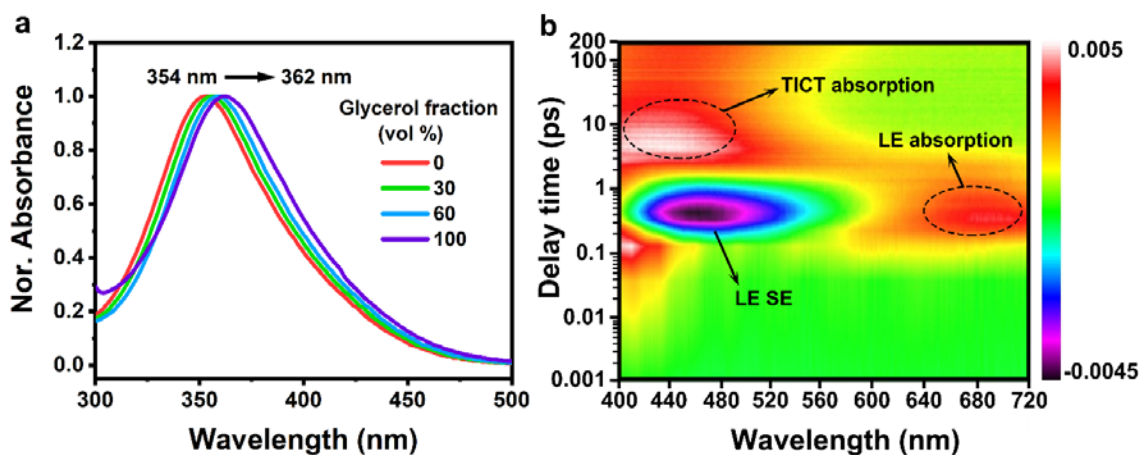 a
1.2
1.0
0.8
0.6
0.4
0.2
0.0
Nor. Absorbance
354 nm → 362 nm
Glycerol fraction
(vol %)
0
30
60
100
300
350
400
450
500
Wavelength (nm)
b
200
100
10
1
0.1
0.01
0.001
Delay time (ps)
TICT absorption
LE absorption
LE SE
400
440
480
520
560
600
640
680
720
Wavelength (nm)
0.005
-0.0045